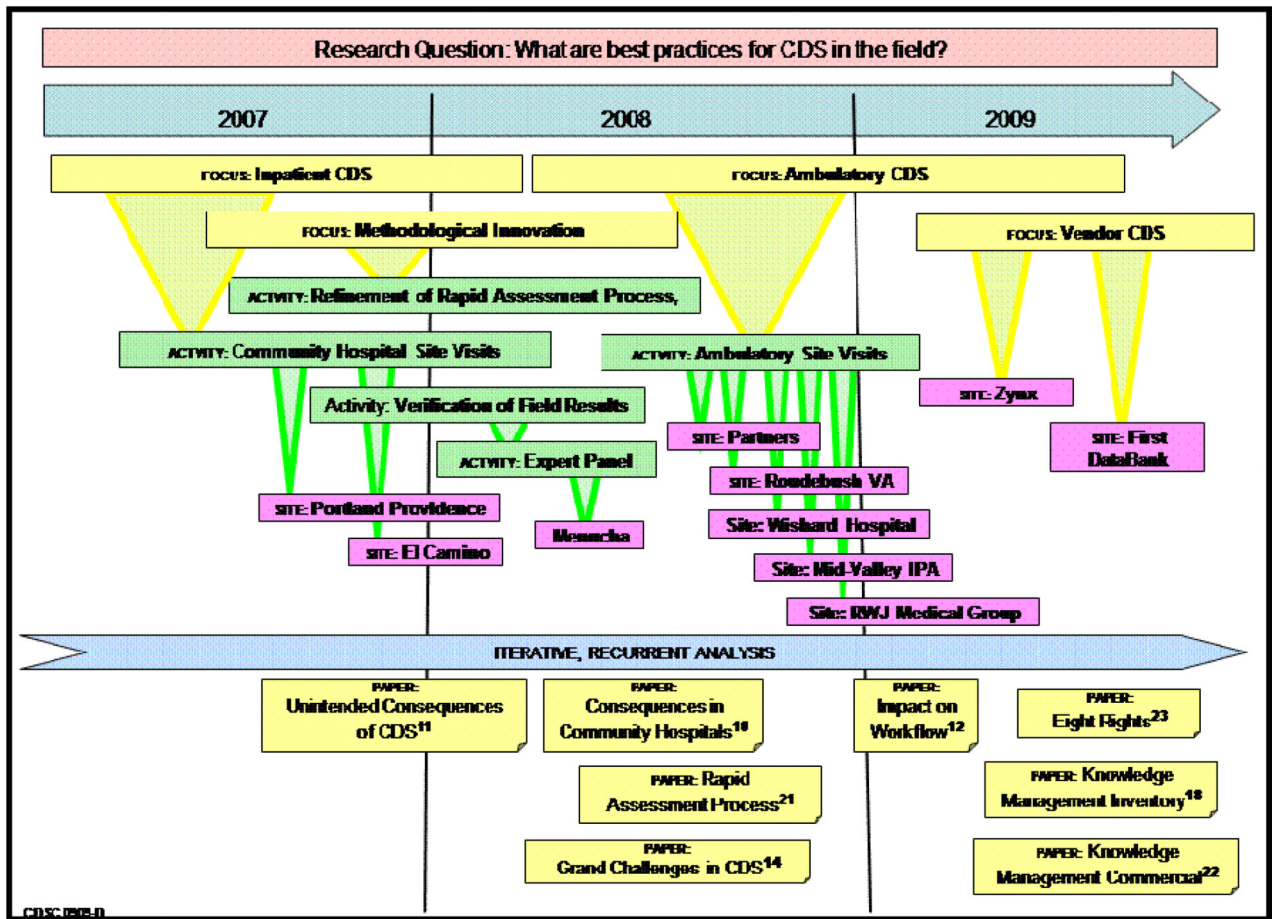 Research Question: What are best practices for CDS in the field?
2007
2008
2009
FOCUS: Inpatient CDS
FOCUS: Ambulatory CDS
FOCUS: Methodological Innovation
FOCUS: Vendor CDS
ACTIVITY: Refinement of Rapid Assessment Process,
ACTIVITY: Community Hospital Site Visits
ACTIVITY: Ambulatory Site Visits
Activity: Verification of Field Results
ACTIVITY: Expert Panel
SITE: Zynx
SITE: Partners
SITE: First
DataBank
SITE: Roudebush VA
SITE: Portland Providence
Menucha
Site: Wishard Hospital
SITE: El Camino
Site: Mid-Valley IPA
Site: RWJ Medical Group
ITERATIVE, RECURRENT ANALYSIS
PAPER:
Unintended Consequences
of CDS11
PAPER:
Consequences in
Community Hospitals16
PAPER:
Impact on
Workflow12
PAPER:
Eight Rights23
PAPER: Rapid
Assessment Process21
PAPER: Knowledge
Management Inventory18
PAPER:
Grand Challenges in CDS14
PAPER: Knowledge
Management Commercial22